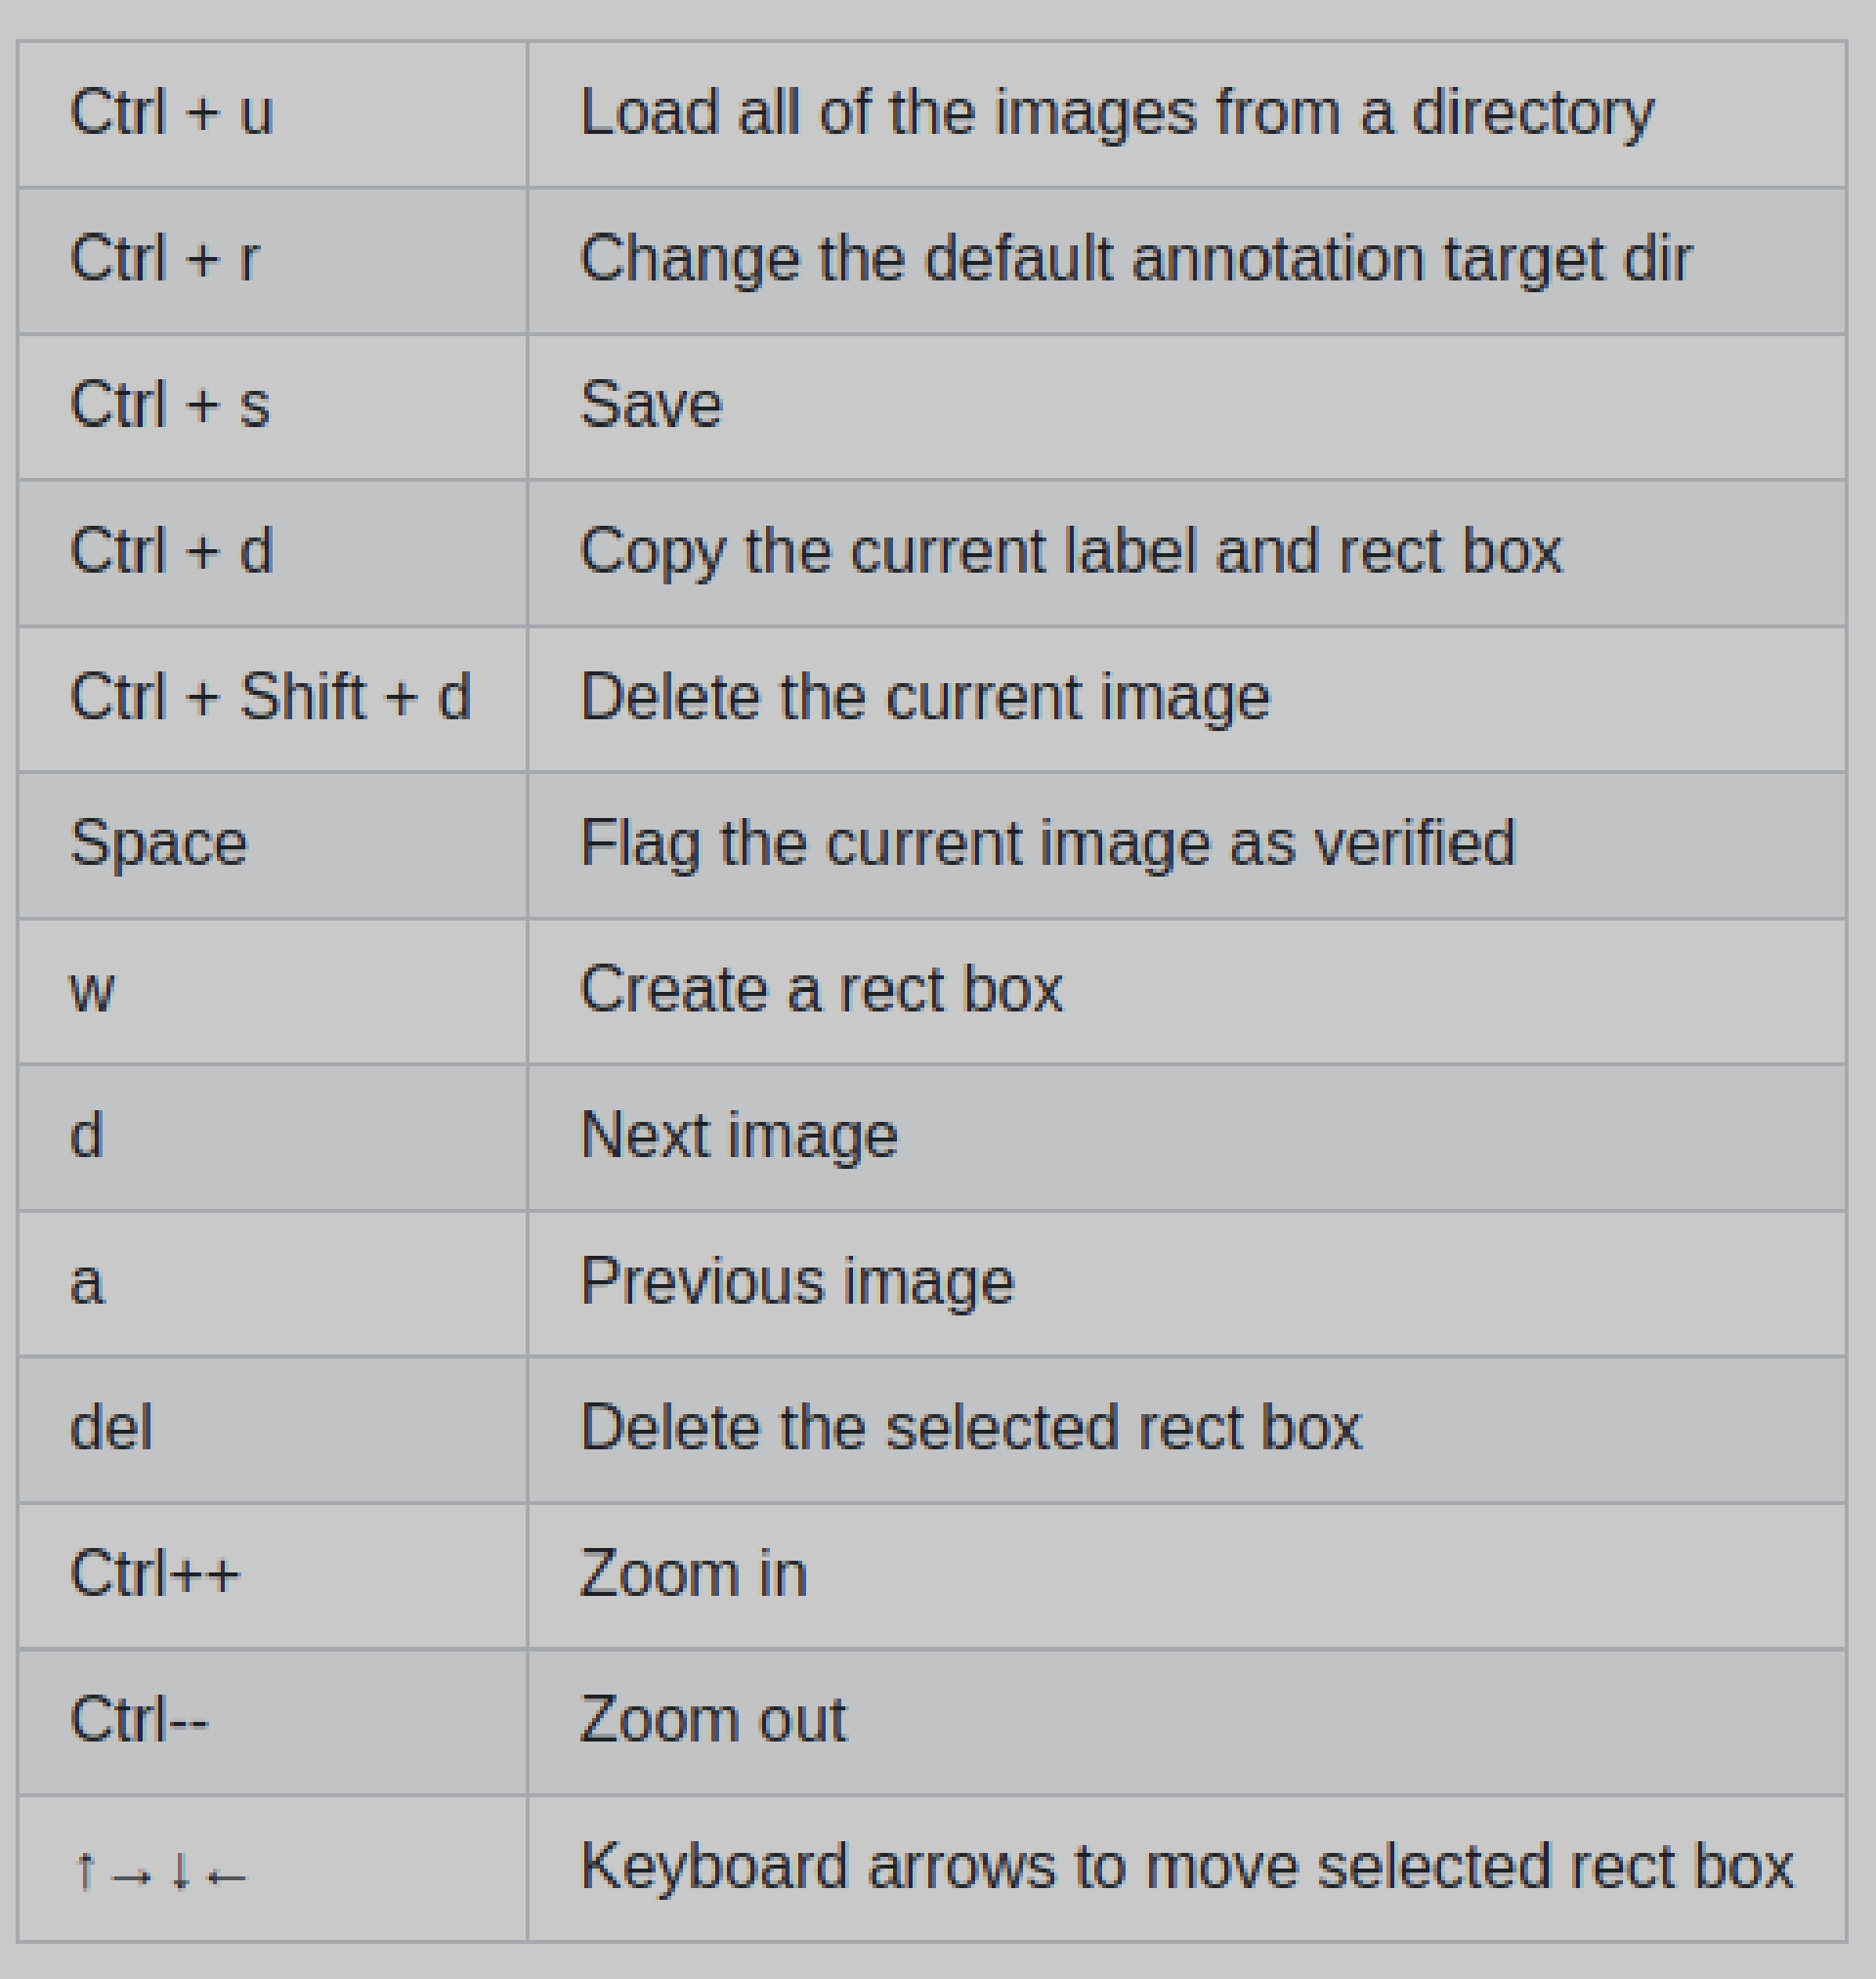 Ctrl + u Load all of the images from a directory
Ctrl + r Change the default annotation target dir
Ctrl + s Save
Ctrl + d Copy the current label and rect box
Ctrl + Shift + d Delete the current image
Space Flag the current image as verified
w Create a rect box
d Next image
a Previous image
del Delete the selected rect box
Ctrl++ Zoom in
Ctrl-- Zoom out
↑→↓← Keyboard arrows to move selected rect box